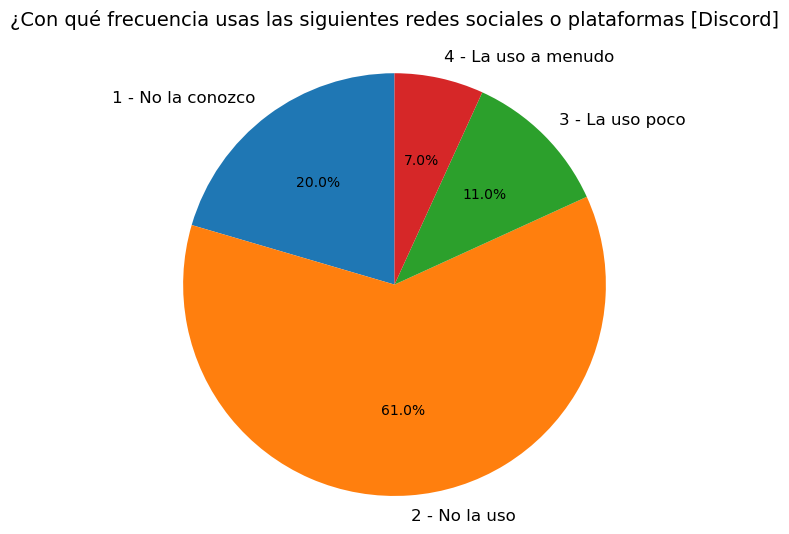 ¿Con qué frecuencia usas las siguientes redes sociales o plataformas [Discord]
4 - La uso a menudo
1 - No la conozco
3 - La uso poco
7.0%
20.0%
11.0%
61.0%
2 - No la uso